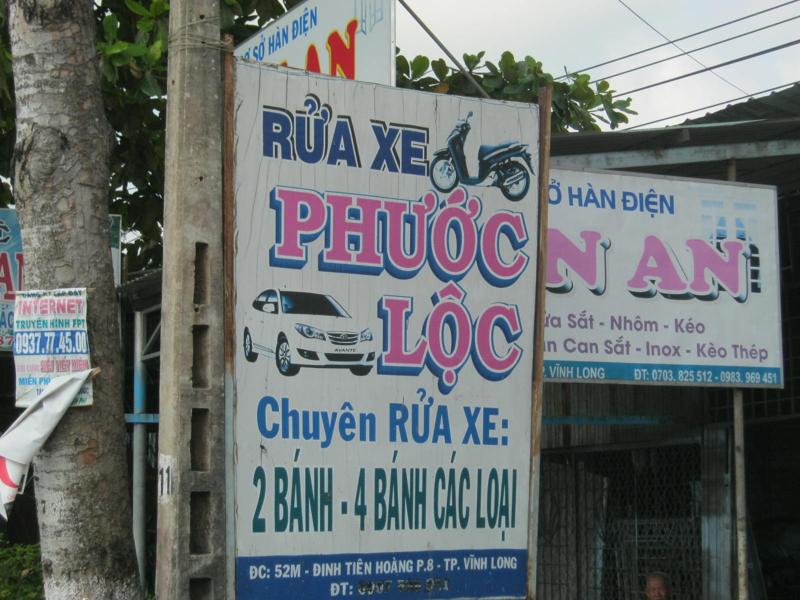 SỞ HÀN ĐIỆN
AN
RỬA XE
PHƯỚC
LỘC
AVANTE
Chuyên RỬA XE:
2 BÁNH - 4 BÁNH CÁC LOẠI
ĐC: 52M - ĐINH TIÊN HOÀNG P.8 - TP. VĨNH LONG
ĐT:
Ở HÀN ĐIỆN
N AN
Sắt - Nhôm - Kéo
Can Sắt - Inox - Kèo Thép
VĨNH LONG
ĐT: 0703. 825 512 - 0983. 969 451
INTERNET
TRUYỀN HÌNH FPT
0937.77.45.00
MIỄN PHÍ
11